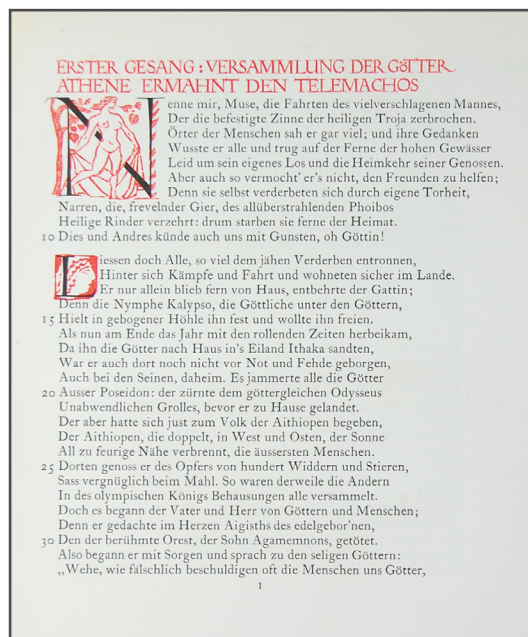 ERSTER GESANG: VERSAMMLUNG DER GÖTTER
ATHENE ERMAHNT DEN TELEMACHOS
Nenne mir, Muse, die Fahrten des vielverschlagenen Mannes,
Der die befestigte Zinne der heiligen Troja zerbrochen.
Örter der Menschen sah er gar viel; und ihre Gedanken
Wusste er alle und trug auf der Ferne der hohen Gewässer
Leid um sein eigenes Los und die Heimkehr seiner Genossen.
Aber auch so vermocht' er's nicht, den Freunden zu helfen;
Denn sie selbst verderbeten sich durch eigene Torheit,
Narren, die, frevelnder Gier, des allüberstrahlenden Phoibos
Heilige Rinder verzehrt: drum starben sie ferne der Heimat.
10 Dies und Andres künde auch uns mit Gunsten, oh Göttin!
Liessen doch Alle, so viel dem jähen Verderben entronnen,
Hinter sich Kämpfe und Fahrt und wohneten sicher im Lande.
Er nur allein blieb fern von Haus, entbehrte der Gattin;
Denn die Nymphe Kalypso, die Göttliche unter den Göttern,
15 Hielt in gebogener Höhle ihn fest und wollte ihn freien.
Als nun am Ende das Jahr mit den rollenden Zeiten herbeikam,
Da ihn die Götter nach Haus in's Eiland Ithaka sandten,
War er auch dort noch nicht vor Not und Fehde geborgen,
Auch bei den Seinen, daheim. Es jammerte alle die Götter
20 Ausser Poseidon: der zürnte dem göttergleichen Odysseus
Unabwendlichen Grolles, bevor er zu Hause gelandet.
Der aber hatte sich just zum Volk der Aithiopen begeben,
Der Aithiopen, die doppelt, in West und Osten, der Sonne
All zu feurige Nähe verbrennt, die äussersten Menschen.
25 Dorten genoss er des Opfers von hundert Widdern und Stieren,
Sass vergnüglich beim Mahl. So waren derweile die Andern
In des olympischen Königs Behausungen alle versammelt.
Doch es begann der Vater und Herr von Göttern und Menschen;
Denn er gedachte im Herzen Aigisths des edelgebor'nen,
30 Den der berühmte Orest, der Sohn Agamemnons, getötet.
Also begann er mit Sorgen und sprach zu den seligen Göttern:
„Wehe, wie fälschlich beschuldigen oft die Menschen uns Götter,
1